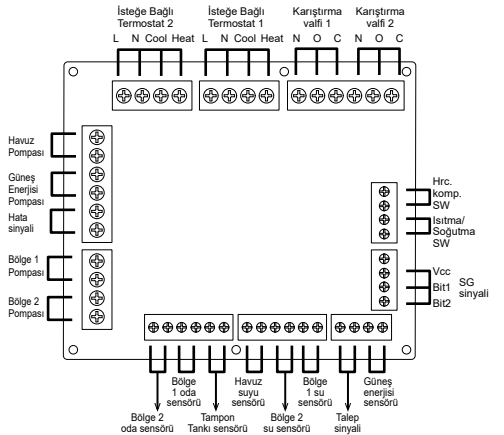 İsteğe Bağlı
Termostat 2
İsteğe Bağlı
Termostat 1
Karıştırma
valfi 1
Karıştırma
valfi 2
L N Cool Heat
L N Cool Heat
N O C
N O C
Havuz
Pompası
Güneş
Enerjisi
Pompası
Hata
sinyali
Bölge 1
Pompası
Bölge 2
Pompası
Hrc.
komp.
SW
Isıtma/
Soğutma
SW
Vcc
Bit1
Bit2
SG
sinyali
Bölge
1 oda
sensörü
Havuz
suyu
sensörü
Bölge
1 su
sensörü
Güneş
enerjisi
sensörü
Bölge 2
oda sensörü
Tampon
Tankı sensörü
Bölge 2
su sensörü
Talep
sinyali